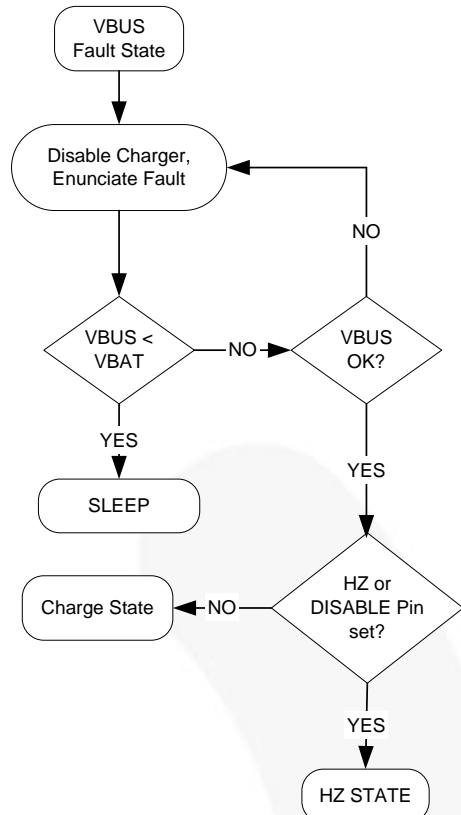 VBUS
Fault State
Disable Charger,
Enunciate Fault
NO
VBUS <
VBAT
NO
VBUS
OK?
YES
YES
SLEEP
HZ or
DISABLE Pin
set?
NO
Charge State
YES
HZ STATE